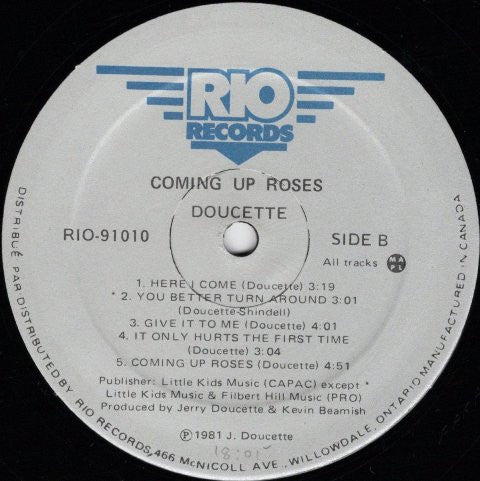 RIO
RECORDS
COMING UP ROSES
DOUCETTE
RIO-91010
SIDE B
All tracks MAPL
1. HERE I COME (Doucette) 3:19
* 2. YOU BETTER TURN AROUND 3:01
(Doucette-Shindell)
3. GIVE IT TO ME (Doucette) 4:01
4. IT ONLY HURTS THE FIRST TIME
(Doucette) 3:04
5. COMING UP ROSES (Doucette) 4:51
Publisher: Little Kids Music (CAPAC) except *
Little Kids Music & Filbert Hill Music (PRO)
Produced by Jerry Doucette & Kevin Beamish
℗ 1981 J. Doucette
18:01
DISTRIBUÉ PAR DISTRIBUTED BY RIO RECORDS, 466 McNICOLL AVE., WILLOWDALE, ONTARIO MANUFACTURED IN CANADA